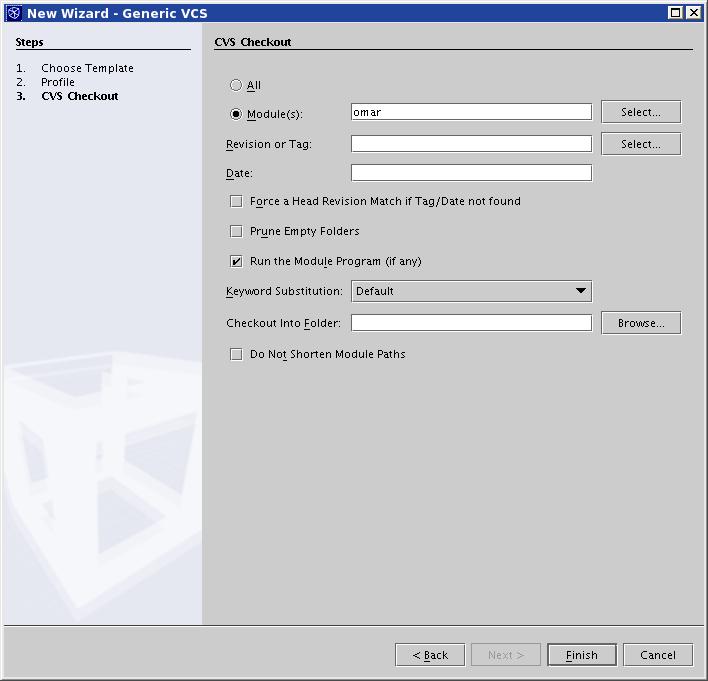 New Wizard - Generic VCS
Steps
1. Choose Template
2. Profile
3. CVS Checkout
CVS Checkout
All
Module(s): omar Select...
Revision or Tag: Select...
Date:
Force a Head Revision Match if Tag/Date not found
Prune Empty Folders
Run the Module Program (if any)
Keyword Substitution: Default
Checkout Into Folder: Browse...
Do Not Shorten Module Paths
< Back Next > Finish Cancel